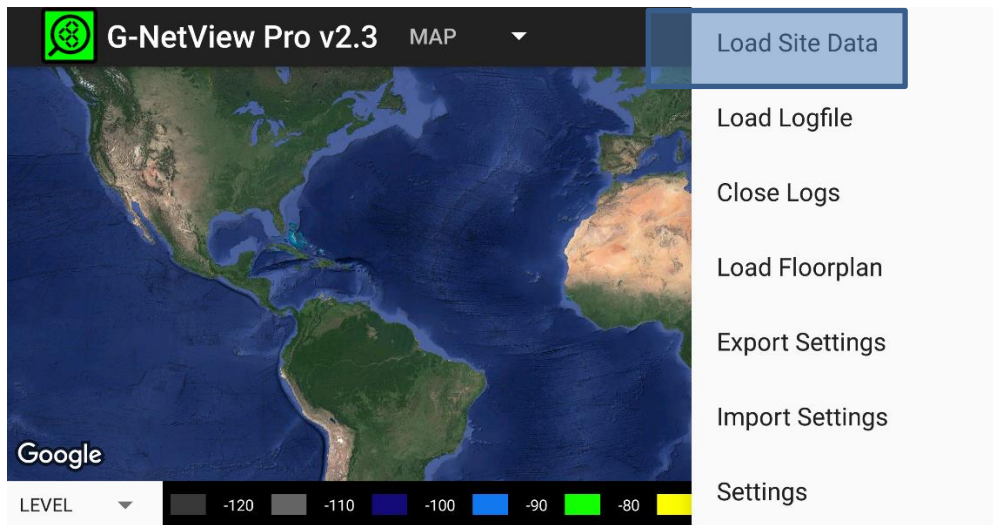 G-NetView Pro v2.3 MAP
Load Site Data
Load Logfile
Close Logs
Load Floorplan
Export Settings
Import Settings
Settings
Google
LEVEL -120 -110 -100 -90 -80